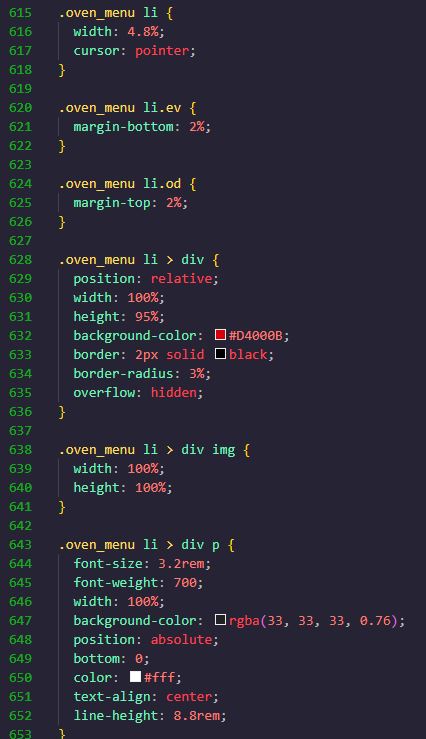 615 .oven_menu li {
616 width: 4.8%;
617 cursor: pointer;
618 }
619
620 .oven_menu li.ev {
621 margin-bottom: 2%;
622 }
623
624 .oven_menu li.od {
625 margin-top: 2%;
626 }
627
628 .oven_menu li > div {
629 position: relative;
630 width: 100%;
631 height: 95%;
632 background-color: #D4000B;
633 border: 2px solid black;
634 border-radius: 3%;
635 overflow: hidden;
636 }
637
638 .oven_menu li > div img {
639 width: 100%;
640 height: 100%;
641 }
642
643 .oven_menu li > div p {
644 font-size: 3.2rem;
645 font-weight: 700;
646 width: 100%;
647 background-color: rgba(33, 33, 33, 0.76);
648 position: absolute;
649 bottom: 0;
650 color: #fff;
651 text-align: center;
652 line-height: 8.8rem;
653 }